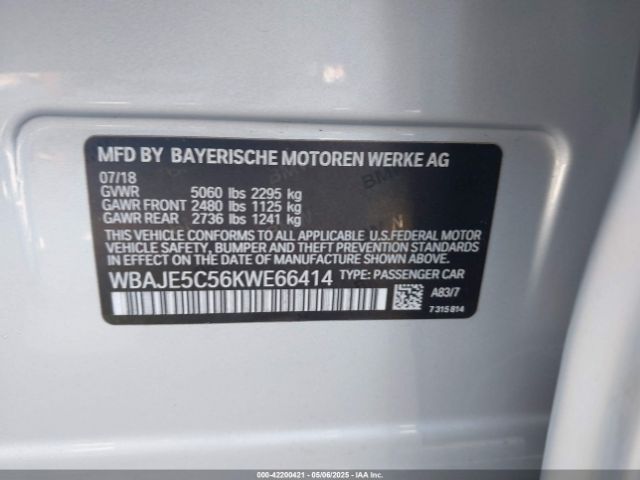 MFD BY BAYERISCHE MOTOREN WERKE AG
07/18
GVWR 5060 lbs 2295 kg
GAWR FRONT 2480 lbs 1125 kg
GAWR REAR 2736 lbs 1241 kg
THIS VEHICLE CONFORMS TO ALL APPLICABLE U.S.FEDERAL MOTOR
VEHICLE SAFETY, BUMPER AND THEFT PREVENTION STANDARDS
IN EFFECT ON THE DATE OF MANUFACTURE SHOWN ABOVE.
WBAJE5C56KWE66414 TYPE: PASSENGER CAR
A83/7
7 315 814
000-42200421 - 05/06/2025 - IAA Inc.